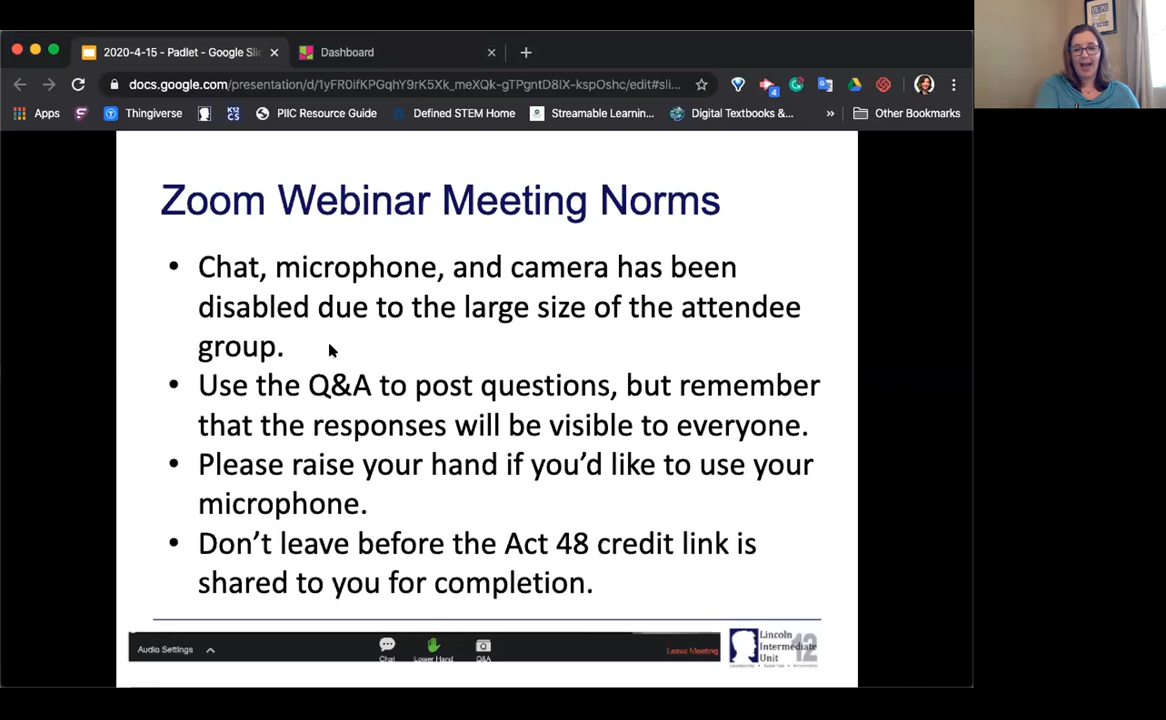 2020-4-15 - Padlet - Google Slic
Dashboard
docs.google.com/presentation/d/1yFR0ifKPGqhY9rK5Xk_meXQk-gTPgntD8IX-kspOshc/edit#sli...
4
Apps Thingiverse K12 CS PIIC Resource Guide Defined STEM Home Streamable Learnin... Digital Textbooks &... » Other Bookmarks
Zoom Webinar Meeting Norms
• Chat, microphone, and camera has been
disabled due to the large size of the attendee
group.
• Use the Q&A to post questions, but remember
that the responses will be visible to everyone.
• Please raise your hand if you’d like to use your
microphone.
• Don’t leave before the Act 48 credit link is
shared to you for completion.
Audio Settings Chat Lower Hand Q&A Leave Meeting
Lincoln
Intermediate
Unit 12